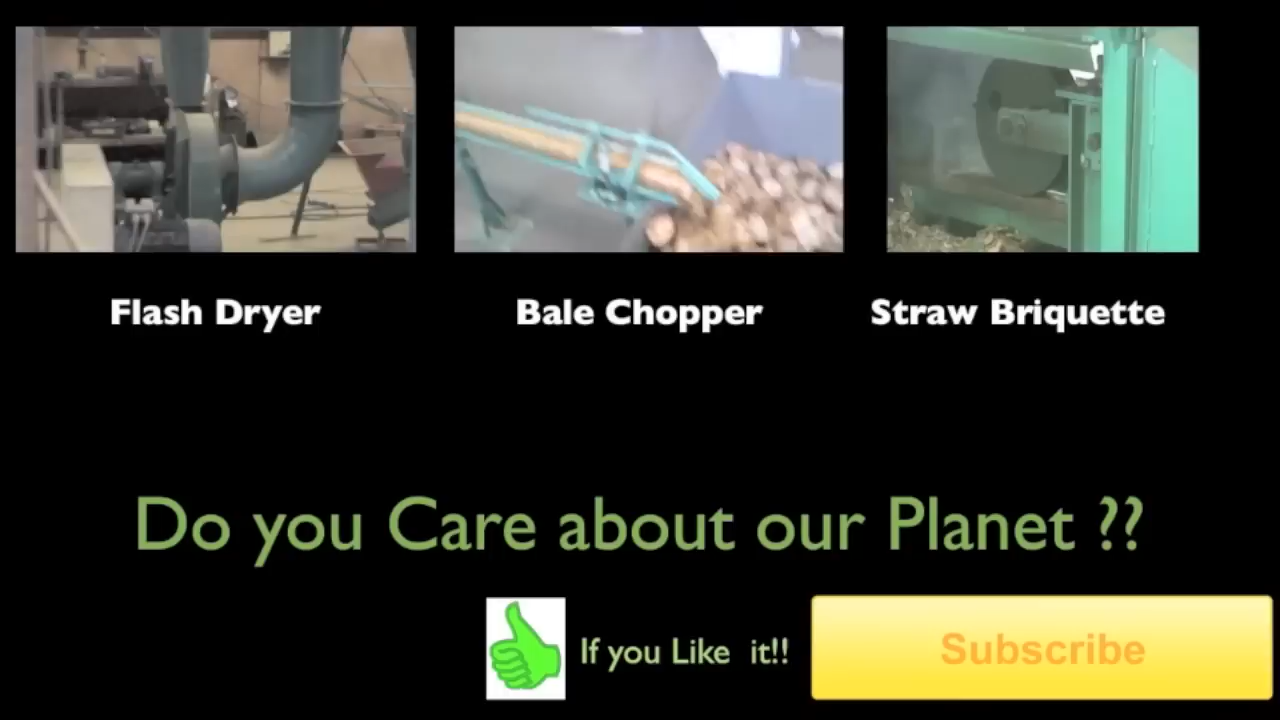 Flash Dryer
Bale Chopper
Straw Briquette
Do you Care about our Planet ??
If you Like it!!
Subscribe